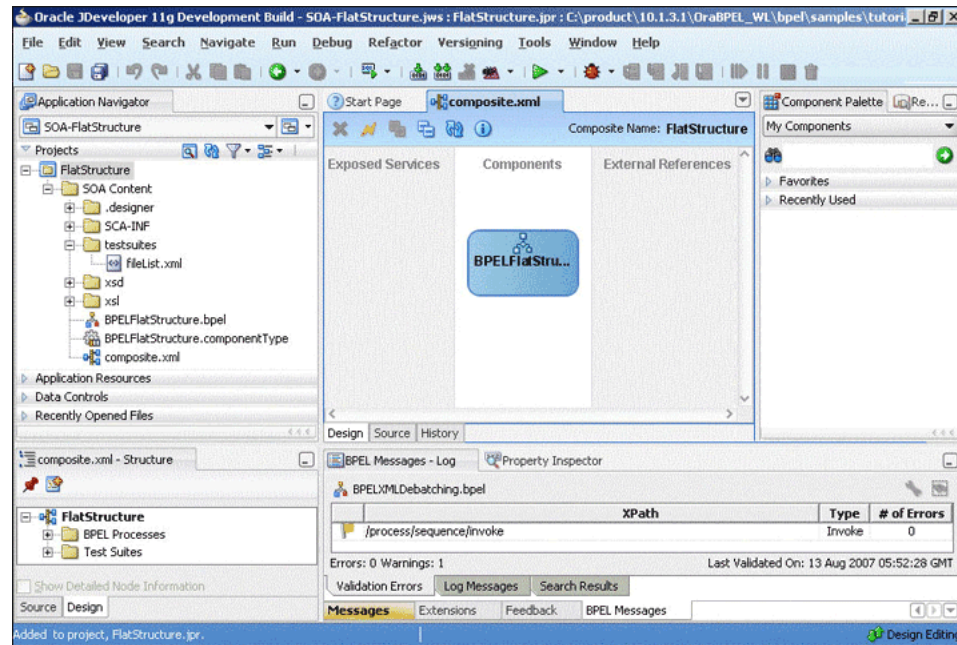 Oracle JDeveloper 11g Development Build - SOA-FlatStructure.jws : FlatStructure.jpr : C:\product\10.1.3.1\OraBPEL_WL\bpel\samples\tutori
File Edit View Search Navigate Run Debug Refactor Versioning Tools Window Help
Application Navigator
SOA-FlatStructure
Projects
FlatStructure
SOA Content
.designer
SCA-INF
testsuites
fileList.xml
xsd
xsl
BPELFlatStructure.bpel
BPELFlatStructure.componentType
composite.xml
Application Resources
Data Controls
Recently Opened Files
Start Page composite.xml
Composite Name: FlatStructure
Exposed Services Components External References
BPELFlatStru...
Design Source History
Component Palette Re...
My Components
Favorites
Recently Used
composite.xml - Structure
FlatStructure
BPEL Processes
Test Suites
Show Detailed Node Information
Source Design
BPEL Messages - Log Property Inspector
BPELXMLDebatching.bpel
XPath Type # of Errors
/process/sequence/invoke Invoke 0
Errors: 0 Warnings: 1 Last Validated On: 13 Aug 2007 05:52:28 GMT
Validation Errors Log Messages Search Results
Messages Extensions Feedback BPEL Messages
Added to project, FlatStructure.jpr. Design Editing